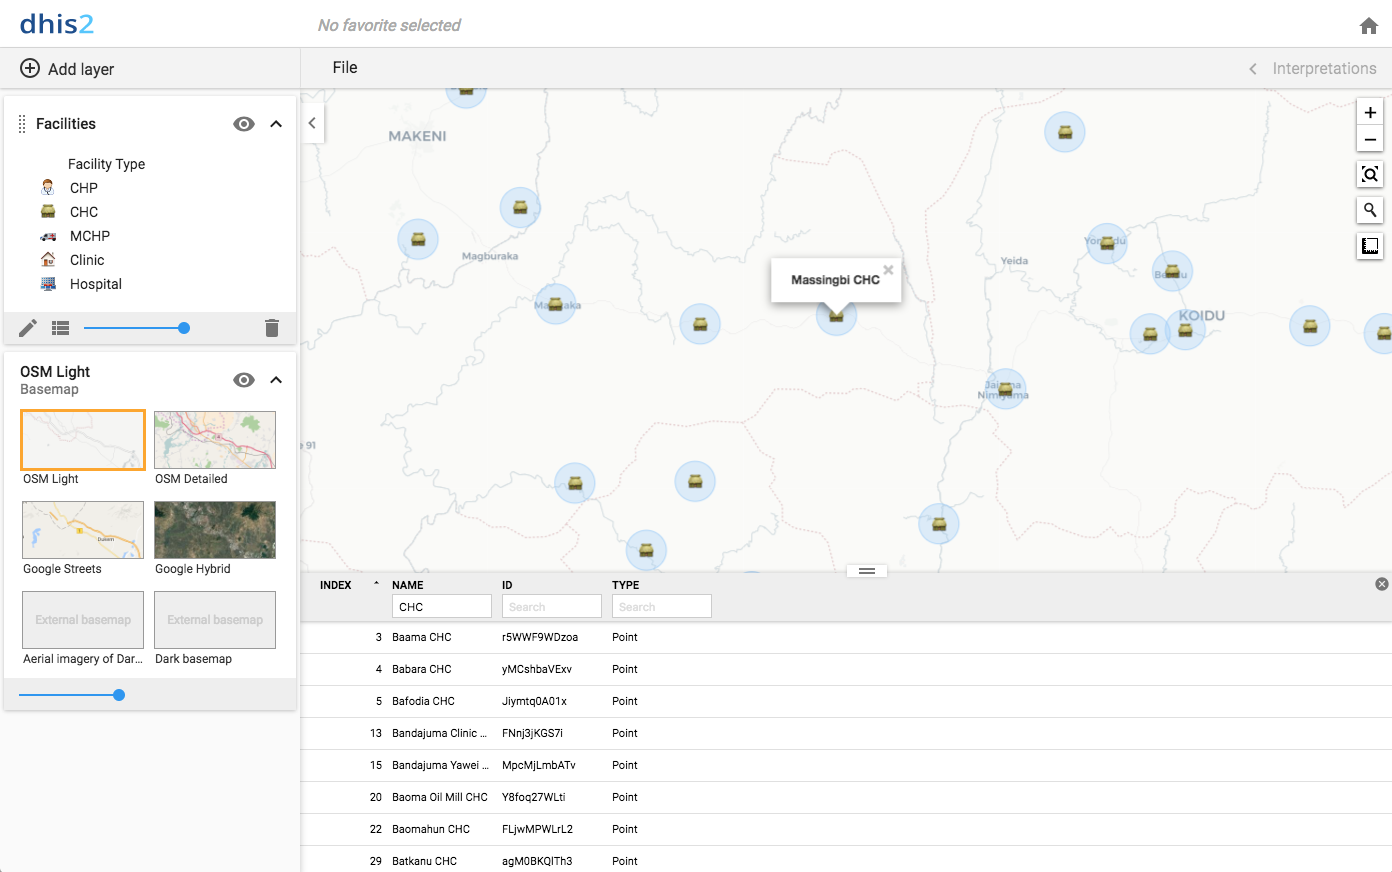 dhis2
No favorite selected
Add layer
File
Interpretations
Facilities
Facility Type
CHP
CHC
MCHP
Clinic
Hospital
OSM Light
Basemap
OSM Light
OSM Detailed
Google Streets
Google Hybrid
External basemap
External basemap
Aerial imagery of Dar...
Dark basemap
MAKENI
Magburaka
Yeida
Massingbi CHC
KOIDU
Nimijama
e 91
INDEX
NAME
ID
TYPE
CHC
Search
Search
3 Baama CHC r5WWF9WDzoa Point
4 Babara CHC yMCshbaVExv Point
5 Bafodia CHC Jiymtq0A01x Point
13 Bandajuma Clinic ... FNnj3jKGS7i Point
15 Bandajuma Yawei ... MpcMjLmbATv Point
20 Baoma Oil Mill CHC Y8foq27WLti Point
22 Baomahun CHC FLjwMPWLrL2 Point
29 Batkanu CHC agM0BKQlTh3 Point